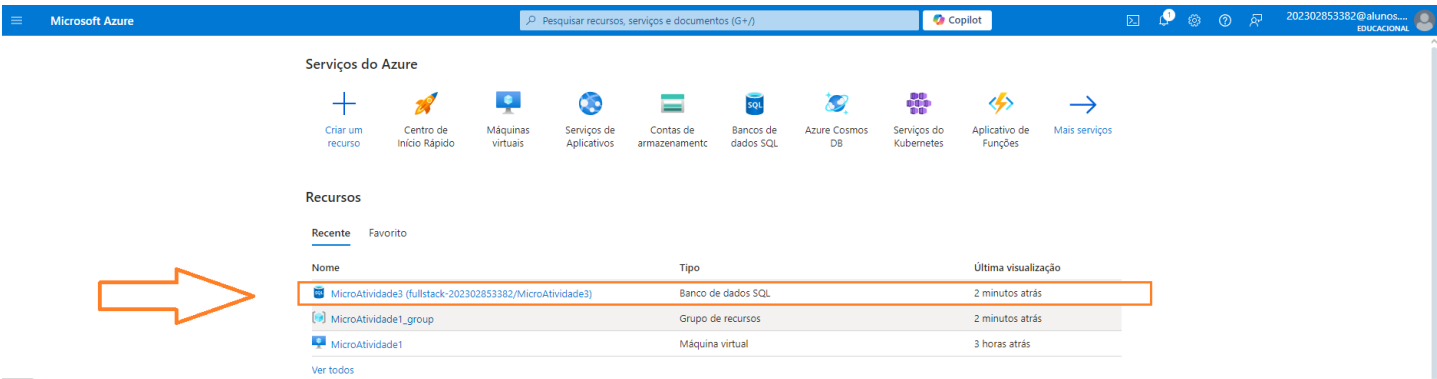 Microsoft Azure
Pesquisar recursos, serviços e documentos (G+/)
Copilot
1
202302853382@alunos....
EDUCACIONAL
Serviços do Azure
Criar um recurso
Centro de Início Rápido
Máquinas virtuais
Serviços de Aplicativos
Contas de armazenamentc
SQL
Bancos de dados SQL
Azure Cosmos DB
Serviços do Kubernetes
Aplicativo de Funções
Mais serviços
Recursos
Recente Favorito
Nome Tipo Última visualização
MicroAtividade3 (fullstack-202302853382/MicroAtividade3) Banco de dados SQL 2 minutos atrás
MicroAtividade1_group Grupo de recursos 2 minutos atrás
MicroAtividade1 Máquina virtual 3 horas atrás
Ver todos